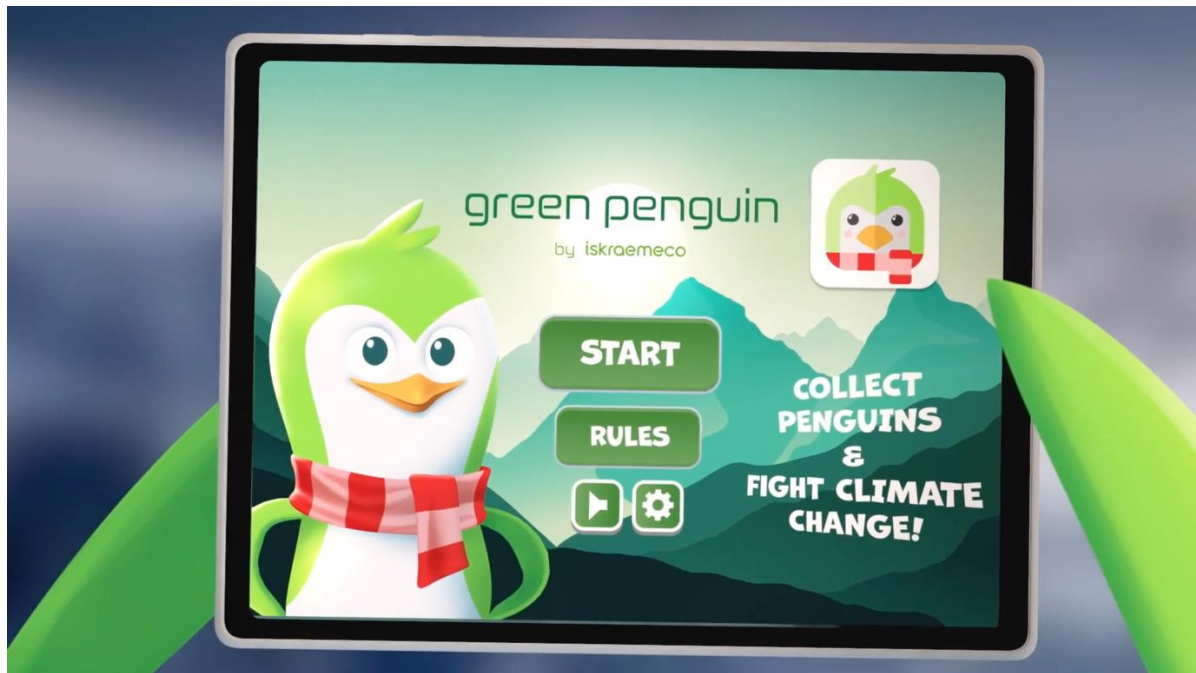 green penguin
by iskraemeco
START
RULES
COLLECT
PENGUINS
&
FIGHT CLIMATE
CHANGE!